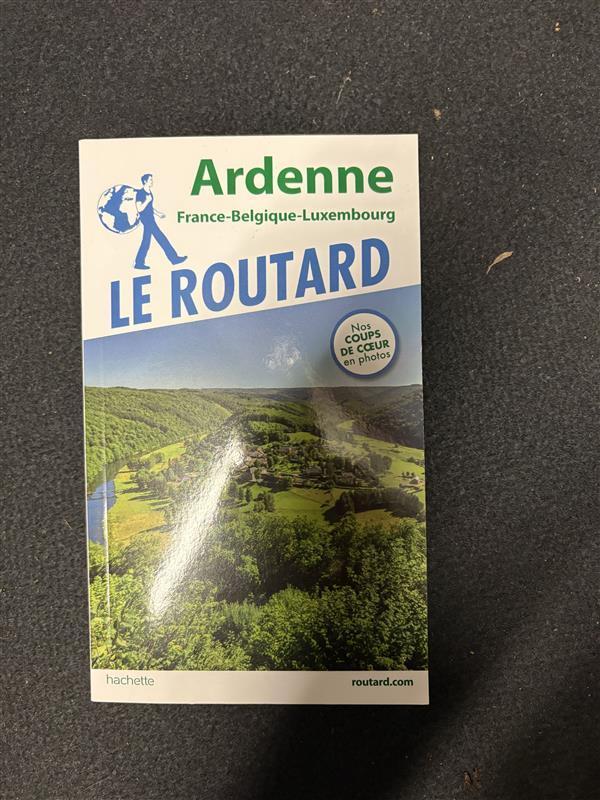 Ardenne
France-Belgique-Luxembourg
LE ROUTARD
Nos
COUPS
DE CŒUR
en photos
hachette
routard.com